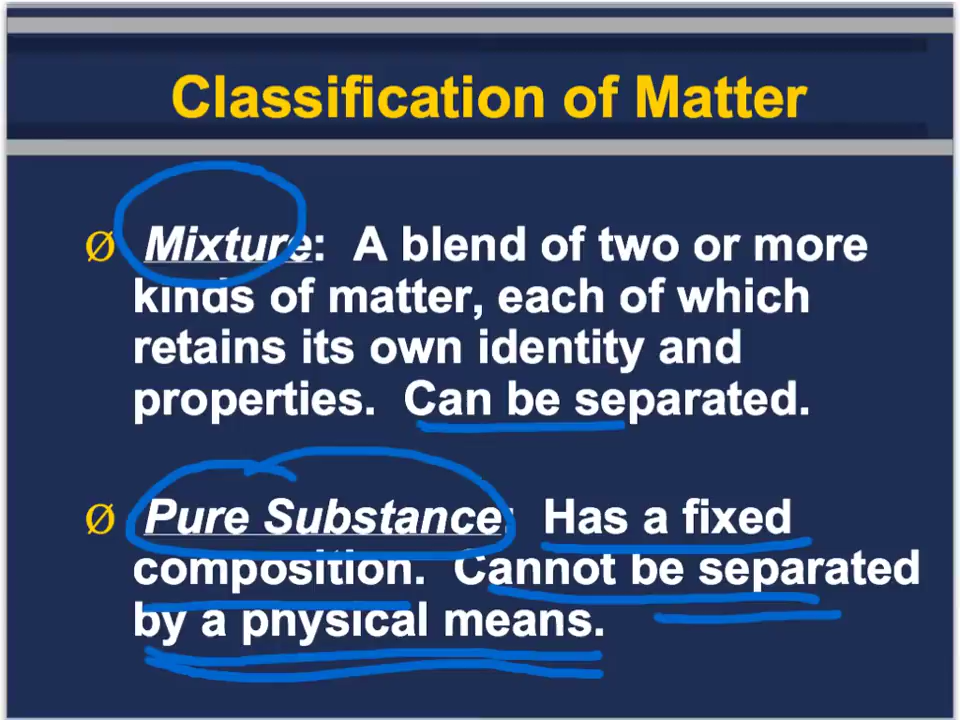 Classification of Matter
Ø Mixture: A blend of two or more
kinds of matter, each of which
retains its own identity and
properties. Can be separated.
Ø Pure Substance: Has a fixed
composition. Cannot be separated
by a physical means.